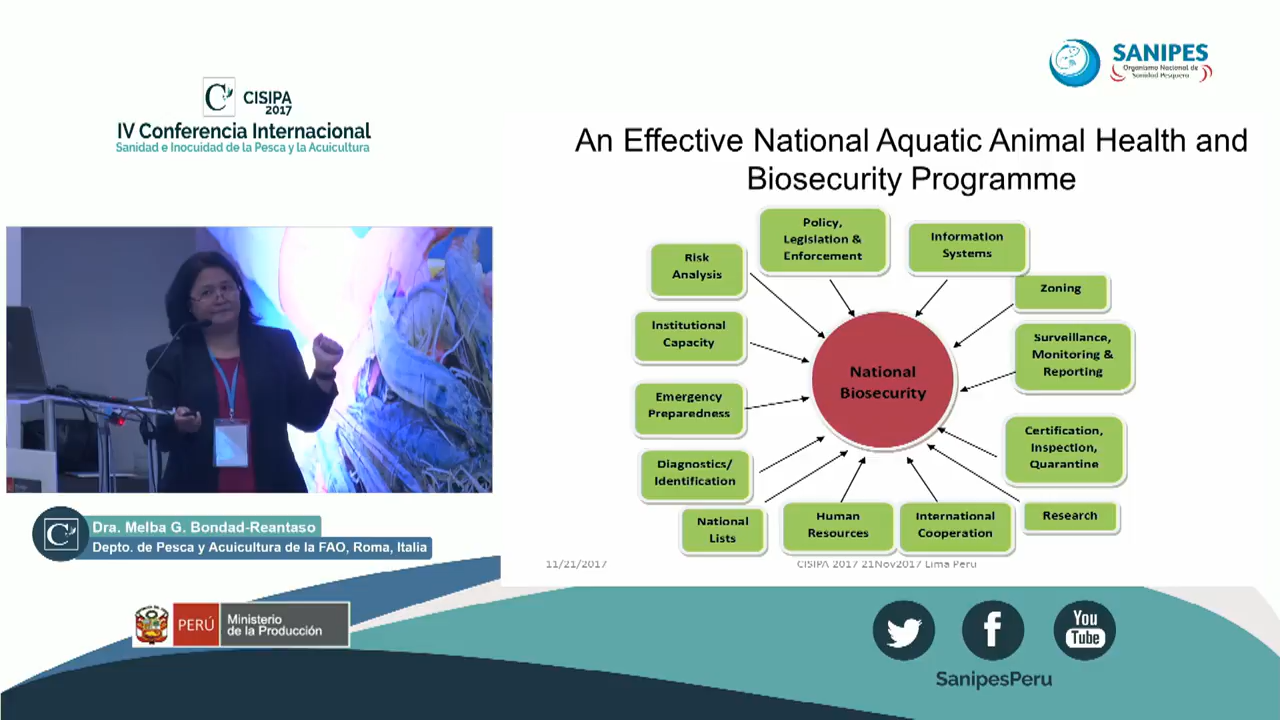 CISIPA
2017
IV Conferencia Internacional
Sanidad e Inocuidad de la Pesca y la Acuicultura
SANIPES
Organismo Nacional de
Sanidad Pesquera
An Effective National Aquatic Animal Health and
Biosecurity Programme
Policy,
Legislation &
Enforcement
Information
Systems
Risk
Analysis
Zoning
Institutional
Capacity
Surveillance,
Monitoring &
Reporting
National
Biosecurity
Emergency
Preparedness
Certification,
Inspection,
Quarantine
Diagnostics/
Identification
National
Lists
Human
Resources
International
Cooperation
Research
11/21/2017
CISIPA 2017 21Nov2017 Lima Peru
Dra. Melba G. Bondad-Reantaso
Depto. de Pesca y Acuicultura de la FAO, Roma, Italia
PERÚ
Ministerio
de la Producción
You
Tube
SanipesPeru